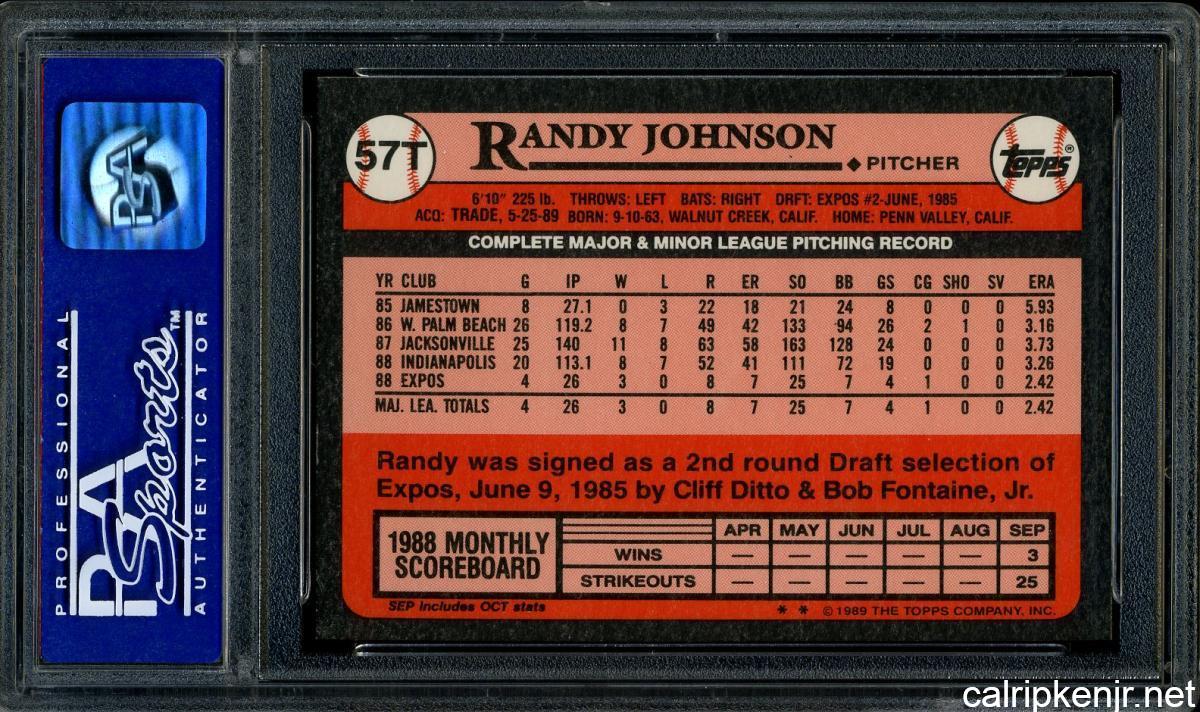 PSA
PROFESSIONAL
PSA
Sports™
AUTHENTICATOR
57T
RANDY JOHNSON
◆ PITCHER
TOPPS®
6'10" 225 lb. THROWS: LEFT BATS: RIGHT DRFT: EXPOS #2-JUNE, 1985
ACQ: TRADE, 5-25-89 BORN: 9-10-63, WALNUT CREEK, CALIF. HOME: PENN VALLEY, CALIF.
COMPLETE MAJOR & MINOR LEAGUE PITCHING RECORD
YR CLUB G IP W L R ER SO BB GS CG SHO SV ERA
85 JAMESTOWN 8 27.1 0 3 22 18 21 24 8 0 0 0 5.93
86 W. PALM BEACH 26 119.2 8 7 49 42 133 94 26 2 1 0 3.16
87 JACKSONVILLE 25 140 11 8 63 58 163 128 24 0 0 0 3.73
88 INDIANAPOLIS 20 113.1 8 7 52 41 111 72 19 0 0 0 3.26
88 EXPOS 4 26 3 0 8 7 25 7 4 1 0 0 2.42
MAJ. LEA. TOTALS 4 26 3 0 8 7 25 7 4 1 0 0 2.42
Randy was signed as a 2nd round Draft selection of
Expos, June 9, 1985 by Cliff Ditto & Bob Fontaine, Jr.
1988 MONTHLY
SCOREBOARD
APR MAY JUN JUL AUG SEP
WINS — — — — — 3
STRIKEOUTS — — — — — 25
SEP includes OCT stats
* * © 1989 THE TOPPS COMPANY, INC.
calripkenjr.net